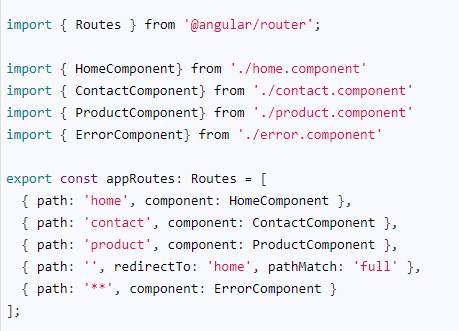 import { Routes } from '@angular/router';
import { HomeComponent} from './home.component'
import { ContactComponent} from './contact.component'
import { ProductComponent} from './product.component'
import { ErrorComponent} from './error.component'
export const appRoutes: Routes = [
  { path: 'home', component: HomeComponent },
  { path: 'contact', component: ContactComponent },
  { path: 'product', component: ProductComponent },
  { path: '', redirectTo: 'home', pathMatch: 'full' },
  { path: '**', component: ErrorComponent }
];